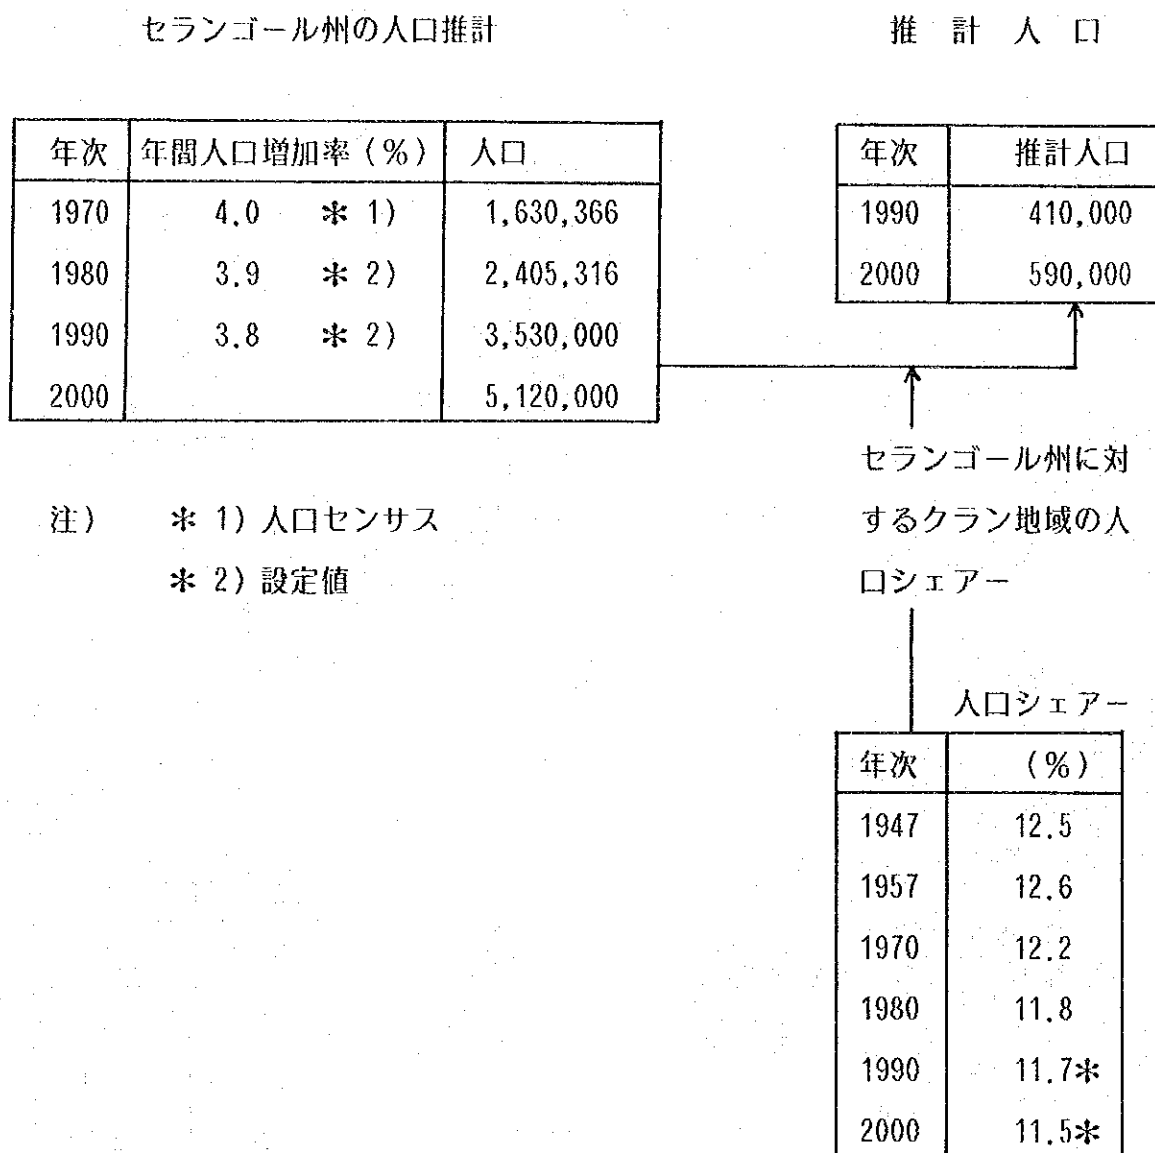 セランゴール州の人口推計
年次 年間人口増加率(%) 人口
1970 4.0 * 1) 1,630,366
1980 3.9 * 2) 2,405,316
1990 3.8 * 2) 3,530,000
2000 5,120,000
注) * 1) 人口センサス
* 2) 設定値
推計人口
年次 推計人口
1990 410,000
2000 590,000
セランゴール州に対
するクラン地域の人
口シェアー
人口シェアー
年次 (%)
1947 12.5
1957 12.6
1970 12.2
1980 11.8
1990 11.7*
2000 11.5*